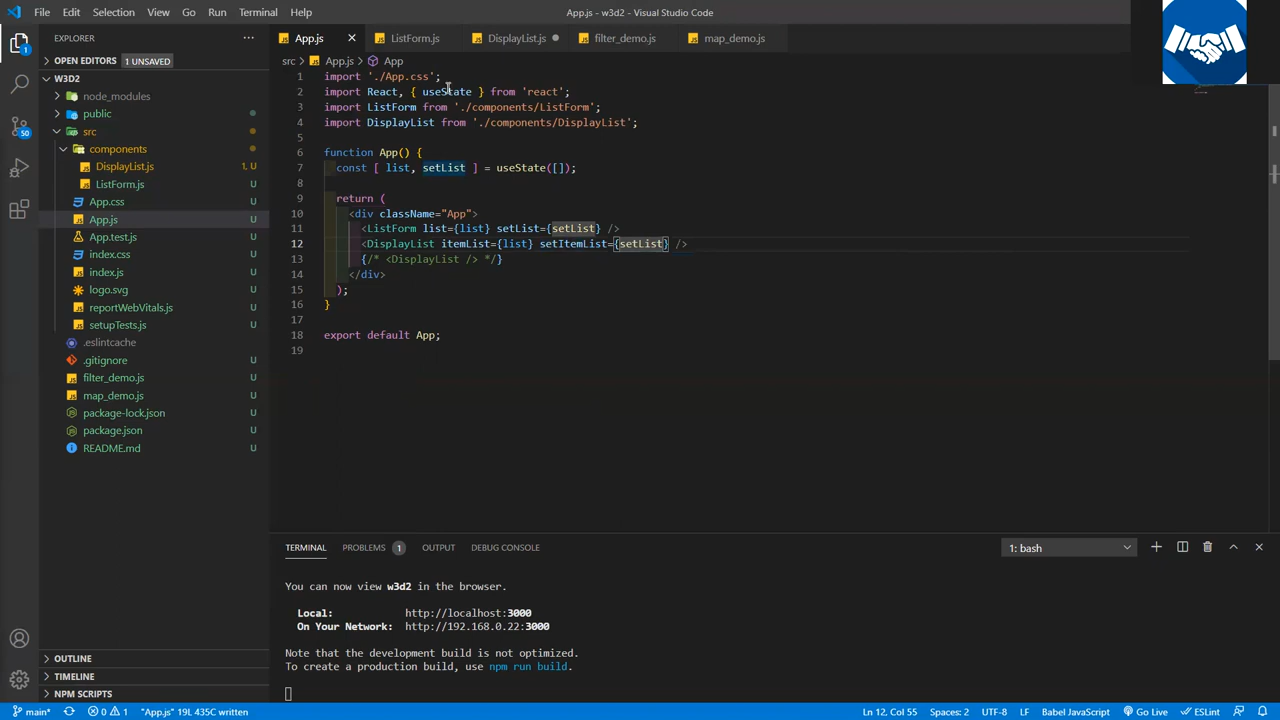 File Edit Selection View Go Run Terminal Help App.js - w3d2 - Visual Studio Code
EXPLORER ···
OPEN EDITORS 1 UNSAVED
W3D2
node_modules
public
src
components
DisplayList.js 1, U
ListForm.js U
App.css U
App.js U
App.test.js U
index.css U
index.js U
logo.svg U
reportWebVitals.js U
setupTests.js U
.eslintcache
.gitignore U
filter_demo.js U
map_demo.js U
package-lock.json U
package.json U
README.md U
OUTLINE
TIMELINE
NPM SCRIPTS
1
50
App.js ListForm.js DisplayList.js filter_demo.js map_demo.js
src > App.js > App
1 import './App.css';
2 import React, { useState } from 'react';
3 import ListForm from './components/ListForm';
4 import DisplayList from './components/DisplayList';
5
6 function App() {
7 const [ list, setList ] = useState([]);
8
9 return (
10 <div className="App">
11 <ListForm list={list} setList={setList} />
12 <DisplayList itemList={list} setItemList={setList} />
13 {/* <DisplayList /> */}
14 </div>
15 );
16 }
17
18 export default App;
19
TERMINAL PROBLEMS 1 OUTPUT DEBUG CONSOLE 1: bash
You can now view w3d2 in the browser.
Local: http://localhost:3000
On Your Network: http://192.168.0.22:3000
Note that the development build is not optimized.
To create a production build, use npm run build.
main* 0 1 "App.js" 19L 435C written Ln 12, Col 55 Spaces: 2 UTF-8 LF Babel JavaScript Go Live ESLint